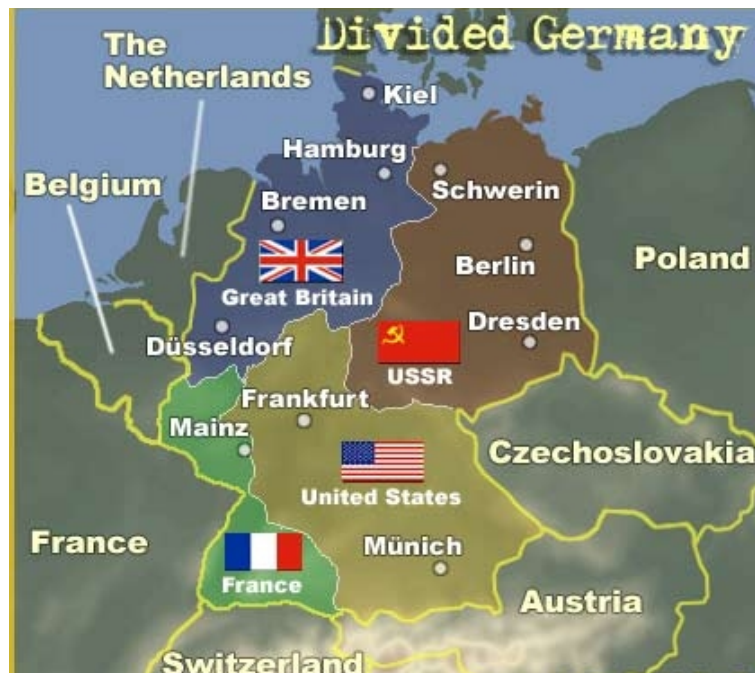 Divided Germany
The
Netherlands
Kiel
Hamburg
Schwerin
Belgium
Bremen
Berlin
Poland
Great Britain
Dresden
Düsseldorf
USSR
Frankfurt
Mainz
Czechoslovakia
United States
France
Münich
France
Austria
Switzerland